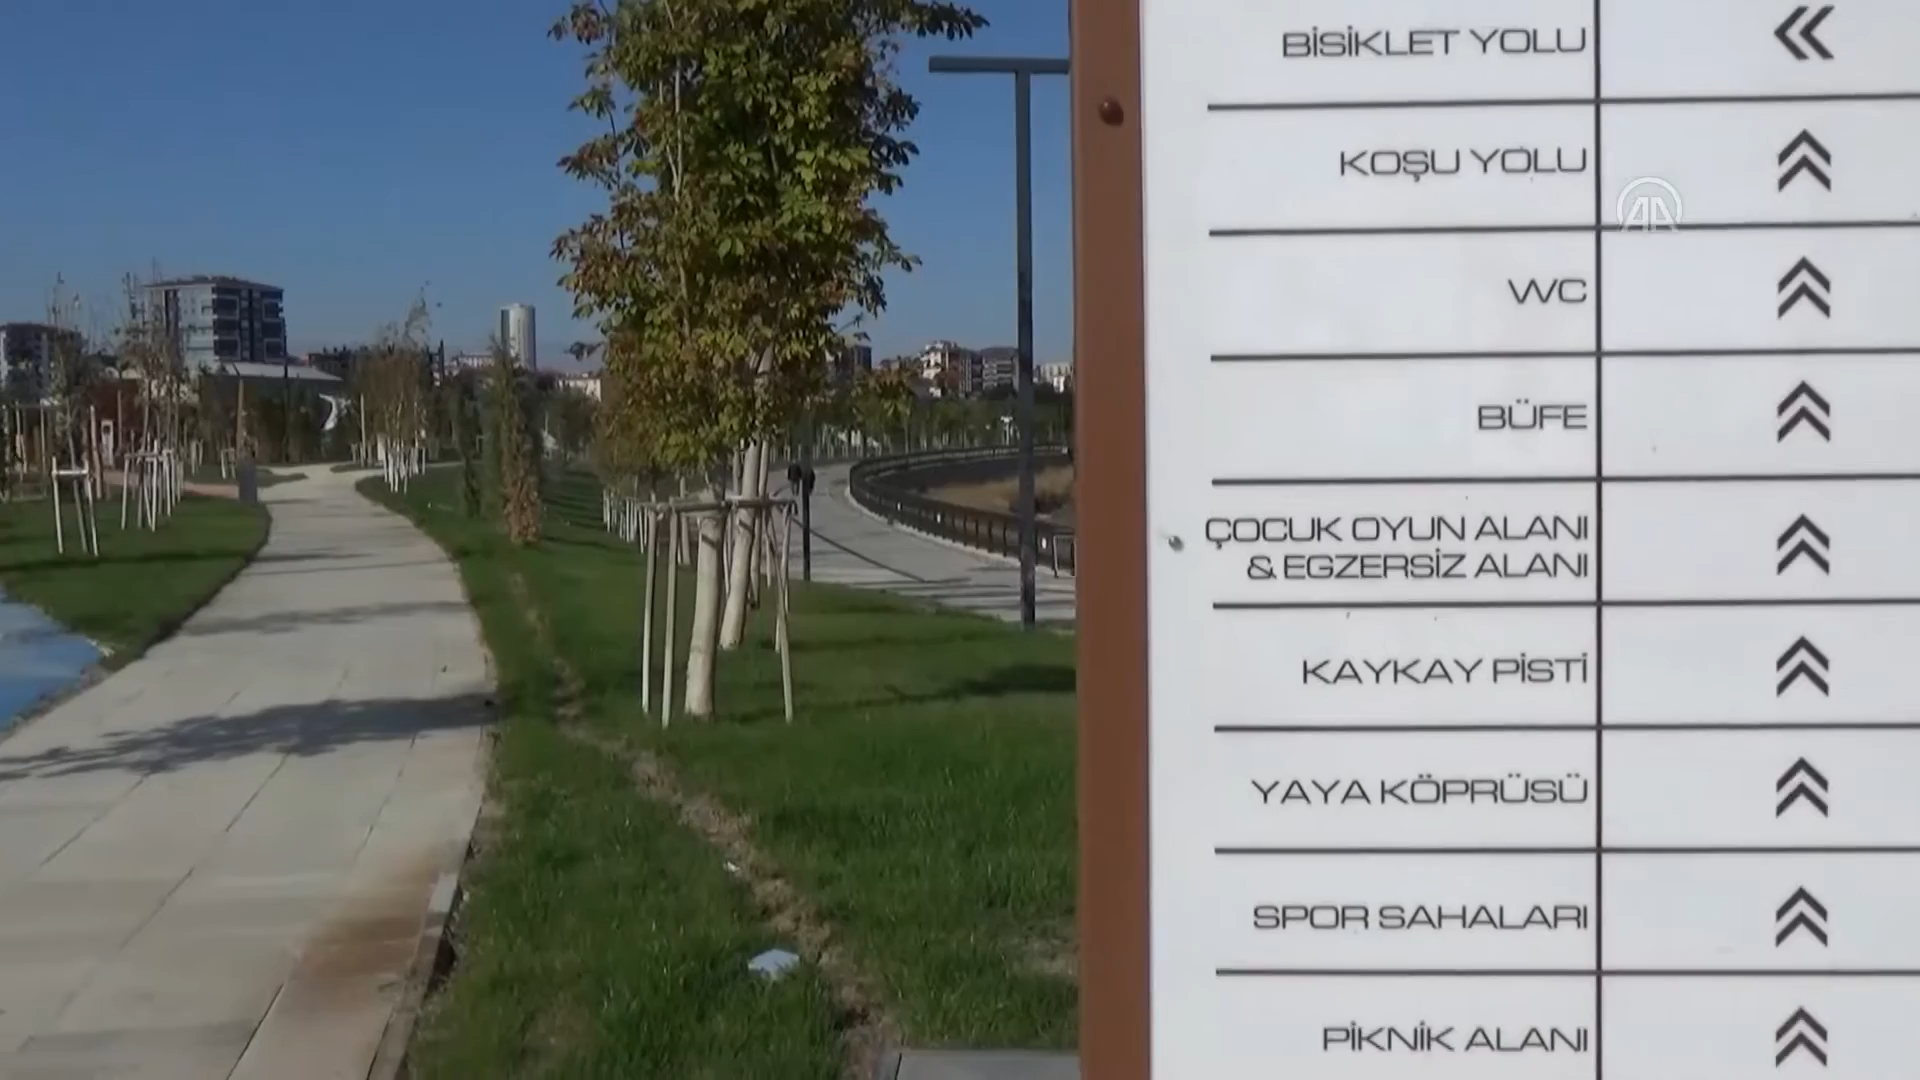 BİSİKLET YOLU
KOŞU YOLU
AA
WC
BÜFE
ÇOCUK OYUN ALANI
& EGZERSİZ ALANI
KAYKAY PİSTİ
YAYA KÖPRÜSÜ
SPOR SAHALARI
PİKNİK ALANI